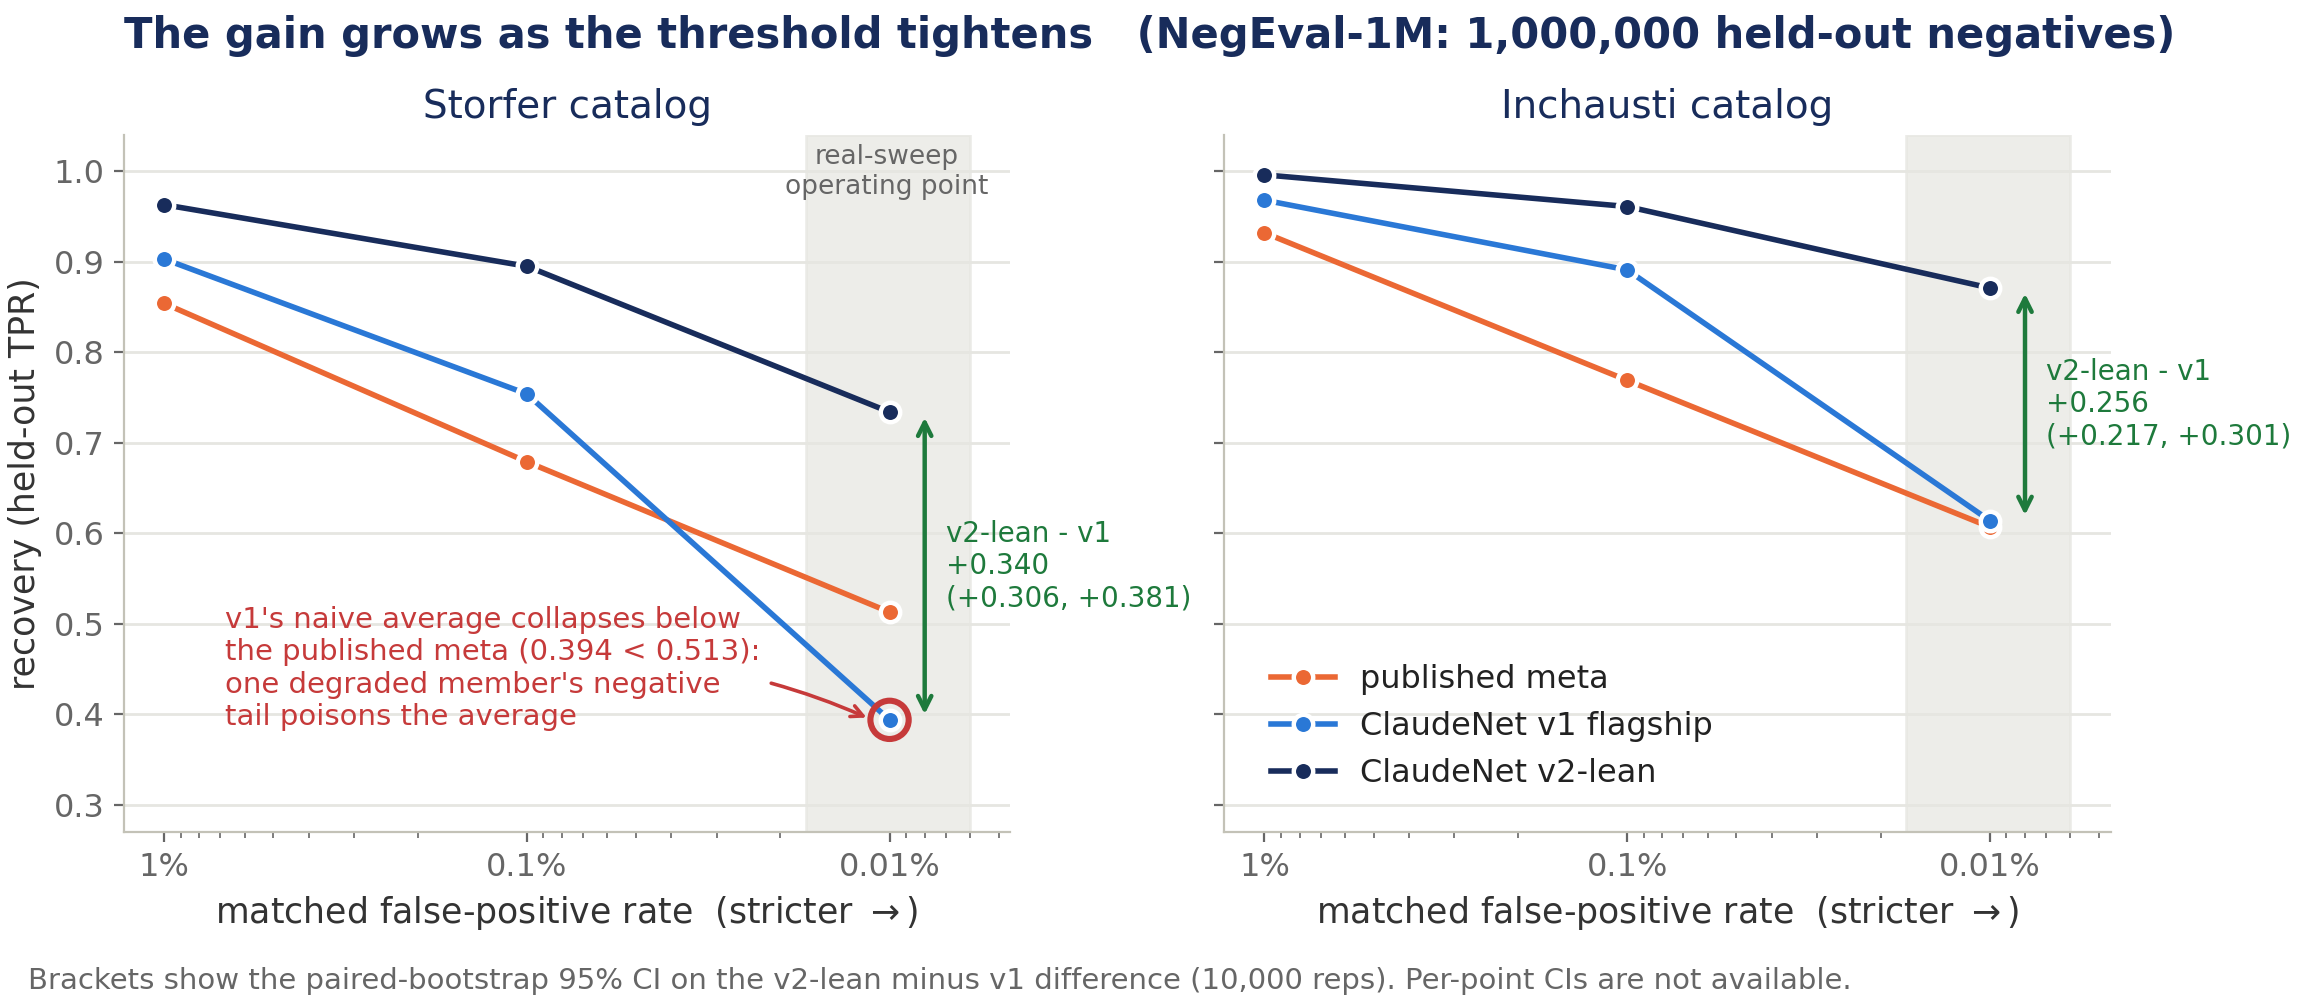 The gain grows as the threshold tightens (NegEval-1M: 1,000,000 held-out negatives)
Storfer catalog
recovery (held-out TPR)
1.0
0.9
0.8
0.7
0.6
0.5
0.4
0.3
real-sweep
operating point
v2-lean - v1
+0.340
(+0.306, +0.381)
v1's naive average collapses below
the published meta (0.394 < 0.513):
one degraded member's negative
tail poisons the average
1%
0.1%
0.01%
matched false-positive rate (stricter →)
Inchausti catalog
v2-lean - v1
+0.256
(+0.217, +0.301)
published meta
ClaudeNet v1 flagship
ClaudeNet v2-lean
1%
0.1%
0.01%
matched false-positive rate (stricter →)
Brackets show the paired-bootstrap 95% CI on the v2-lean minus v1 difference (10,000 reps). Per-point CIs are not available.